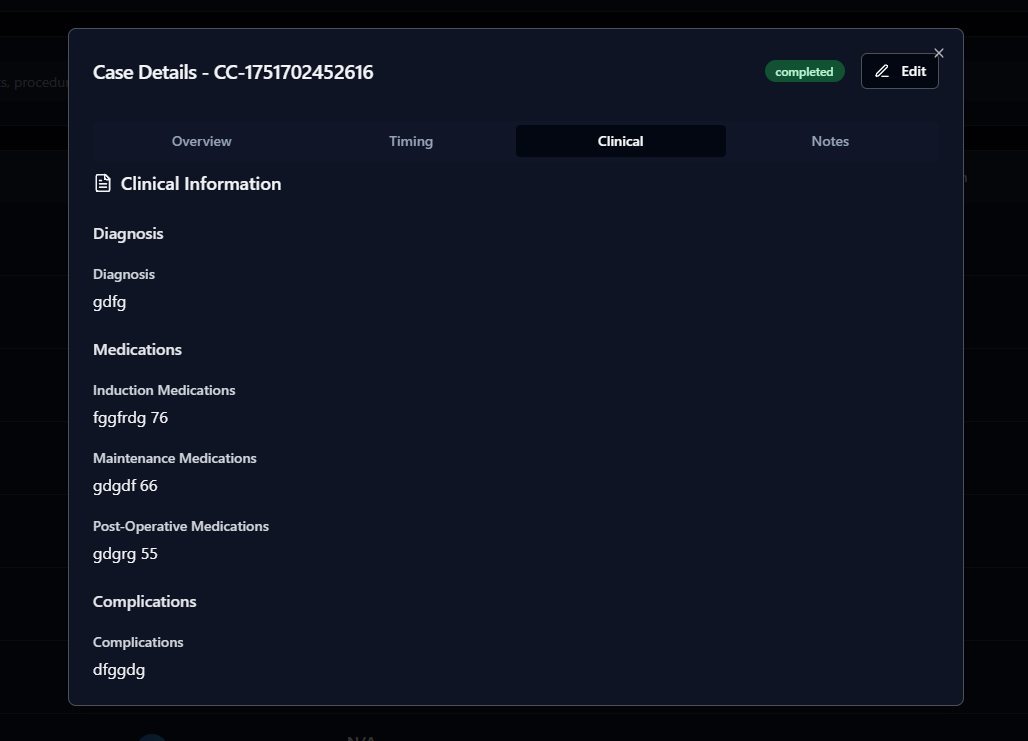 s, procedu
Case Details - CC-1751702452616
completed
Edit
Overview
Timing
Clinical
Notes
Clinical Information
Diagnosis
Diagnosis
gdfg
Medications
Induction Medications
fggfrdg 76
Maintenance Medications
gdgdf 66
Post-Operative Medications
gdgrg 55
Complications
Complications
dfggdg
N/A